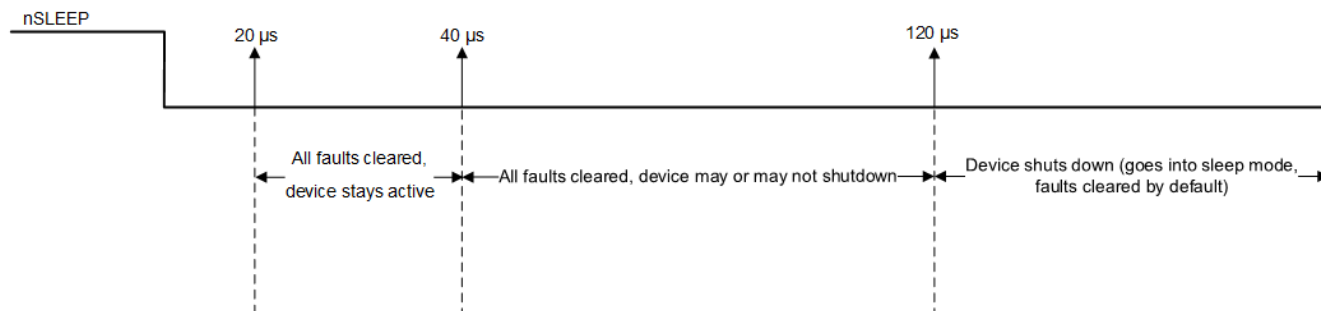 nSLEEP
20 µs
40 µs
120 µs
All faults cleared,
device stays active
All faults cleared, device may or may not shutdown
Device shuts down (goes into sleep mode,
faults cleared by default)